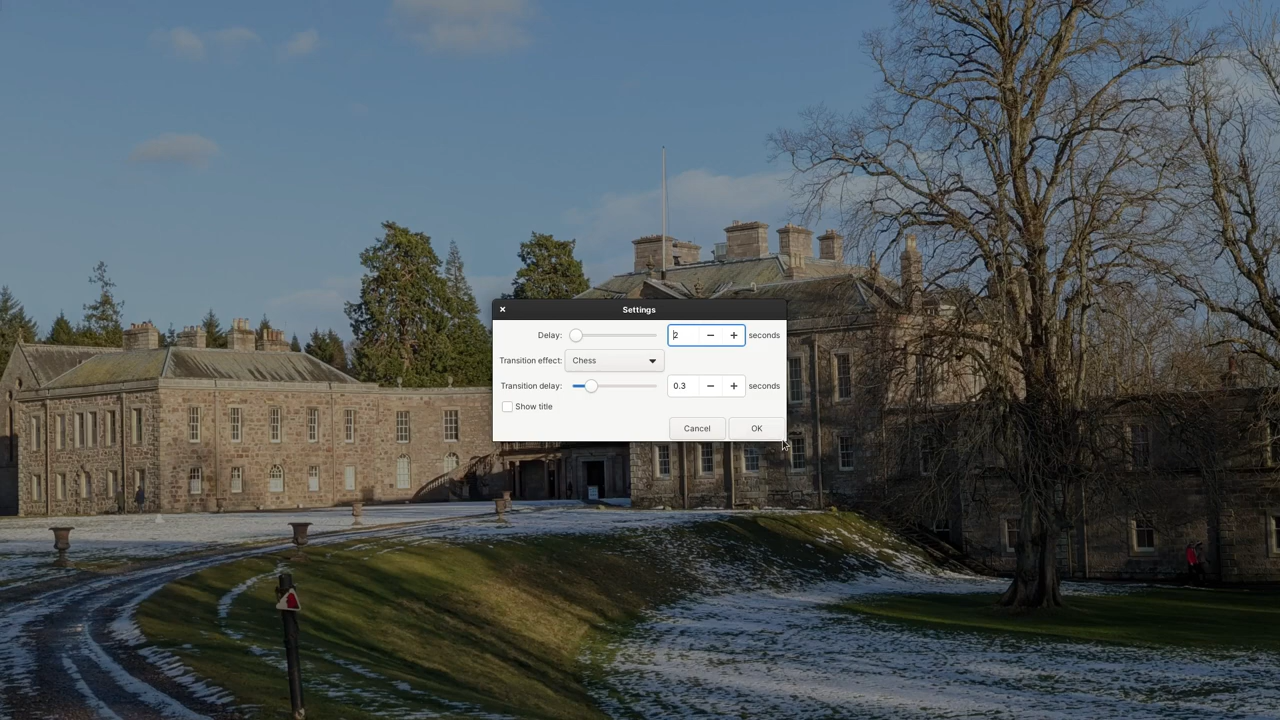 Settings
Delay: 2 seconds
Transition effect: Chess
Transition delay: 0.3 seconds
Show title
Cancel OK